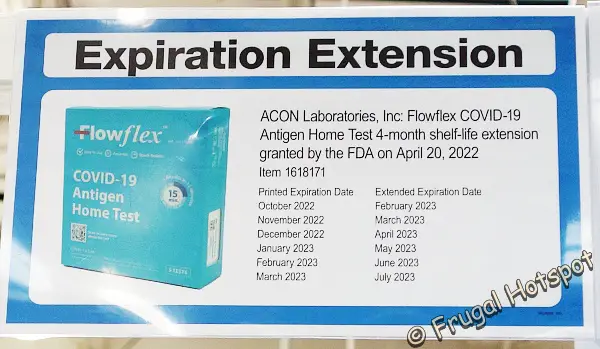 Expiration Extension
Flowflex
COVID-19
Antigen
Home Test
15
ACON Laboratories, Inc: Flowflex COVID-19
Antigen Home Test 4-month shelf-life extension
granted by the FDA on April 20, 2022
Item 1618171
Printed Expiration Date Extended Expiration Date
October 2022 February 2023
November 2022 March 2023
December 2022 April 2023
January 2023 May 2023
February 2023 June 2023
March 2023 July 2023
© Frugal Hotspot